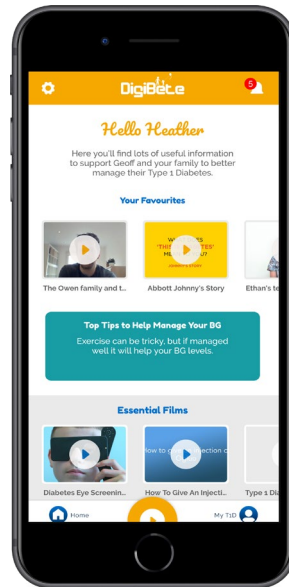 DigiBete
5
Hello Heather
Here you'll find lots of useful information
to support Geoff and your family to better
manage their Type 1 Diabetes.
Your Favourites
"THIS
JOHNNY'S STORY
The Owen family and t...
Abbott Johnny's Story
Ethan's te
Top Tips to Help Manage Your BG
Exercise can be tricky, but if managed
well it will help your BG levels.
Essential Films
How to
Diabetes Eye Screenin...
How To Give An Injecti...
Type 1 Dia
Home
My T1D